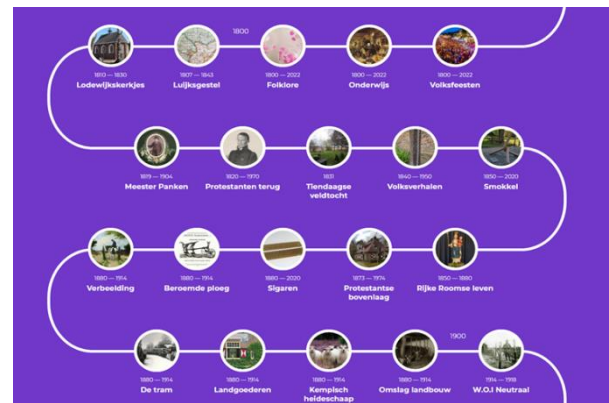 1800
1810 — 1830
Lodewijkskerkjes
1807 — 1843
Luijksgestel
1800 — 2022
Folklore
1800 — 2022
Onderwijs
1800 — 2022
Volksfeesten
1819 — 1904
Meester Panken
1820 — 1970
Protestanten terug
1831
Tiendaagse
veldtocht
1840 — 1950
Volksverhalen
1850 — 2020
Smokkel
1880 — 1914
Verbeelding
1880 — 1914
Beroemde ploeg
1880 — 2020
Sigaren
1873 — 1974
Protestantse
bovenlaag
1850 — 1880
Rijke Roomse leven
1900
1880 — 1914
De tram
1880 — 1914
Landgoederen
1880 — 1914
Kempisch
heideschaap
1880 — 1914
Omslag landbouw
1914 — 1918
W.O.I Neutraal